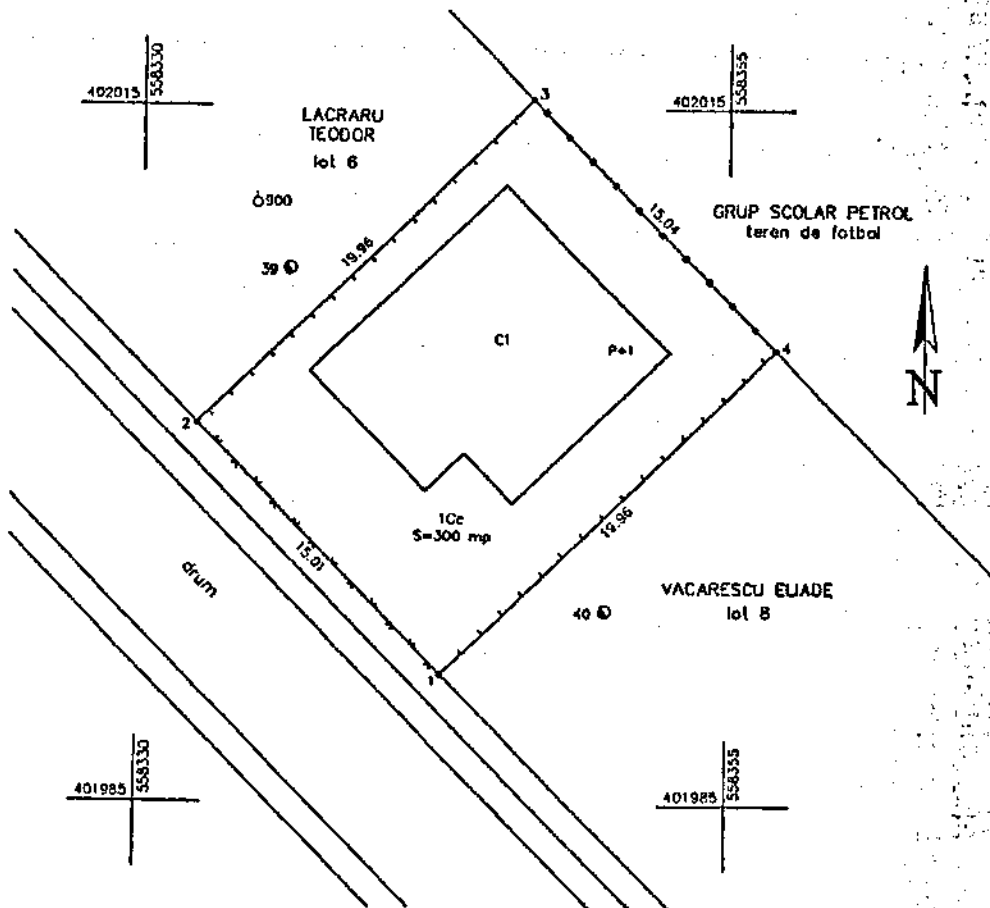 558330
402015
3
558355
402015
LACRARU
TEODOR
lot 6
900
GRUP SCOLAR PETROL
teren de fotbal
15.04
19.96
39
C1
P+1
4
N
2
1Cc
S=300 mp
19.96
15.01
drum
VACARESCU ELIADE
lot 8
40
1
558330
401985
558355
401985